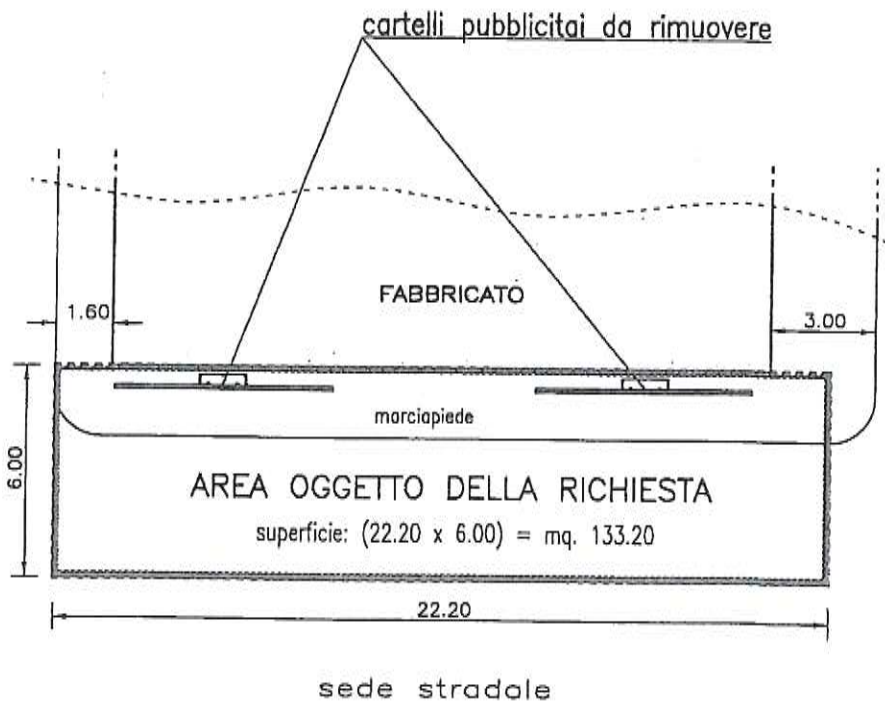 cartelli pubblicitai da rimuovere
FABBRICATO
1.60
3.00
marciapiede
6.00
AREA OGGETTO DELLA RICHIESTA
superficie: (22.20 x 6.00) = mq. 133.20
22.20
sede stradale